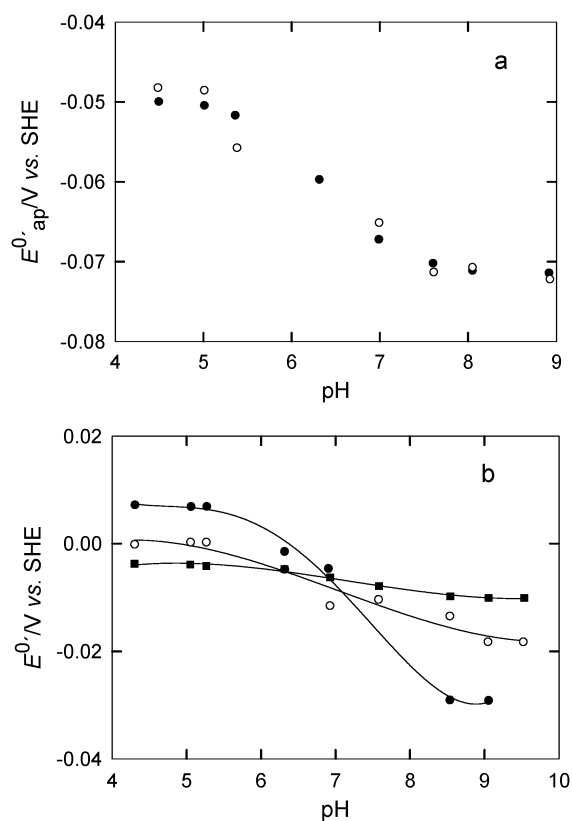 a
E⁰′ap/V vs. SHE
-0.04
-0.05
-0.06
-0.07
-0.08
4 5 6 7 8 9
pH
b
E⁰′/V vs. SHE
0.02
0.00
-0.02
-0.04
4 5 6 7 8 9 10
pH